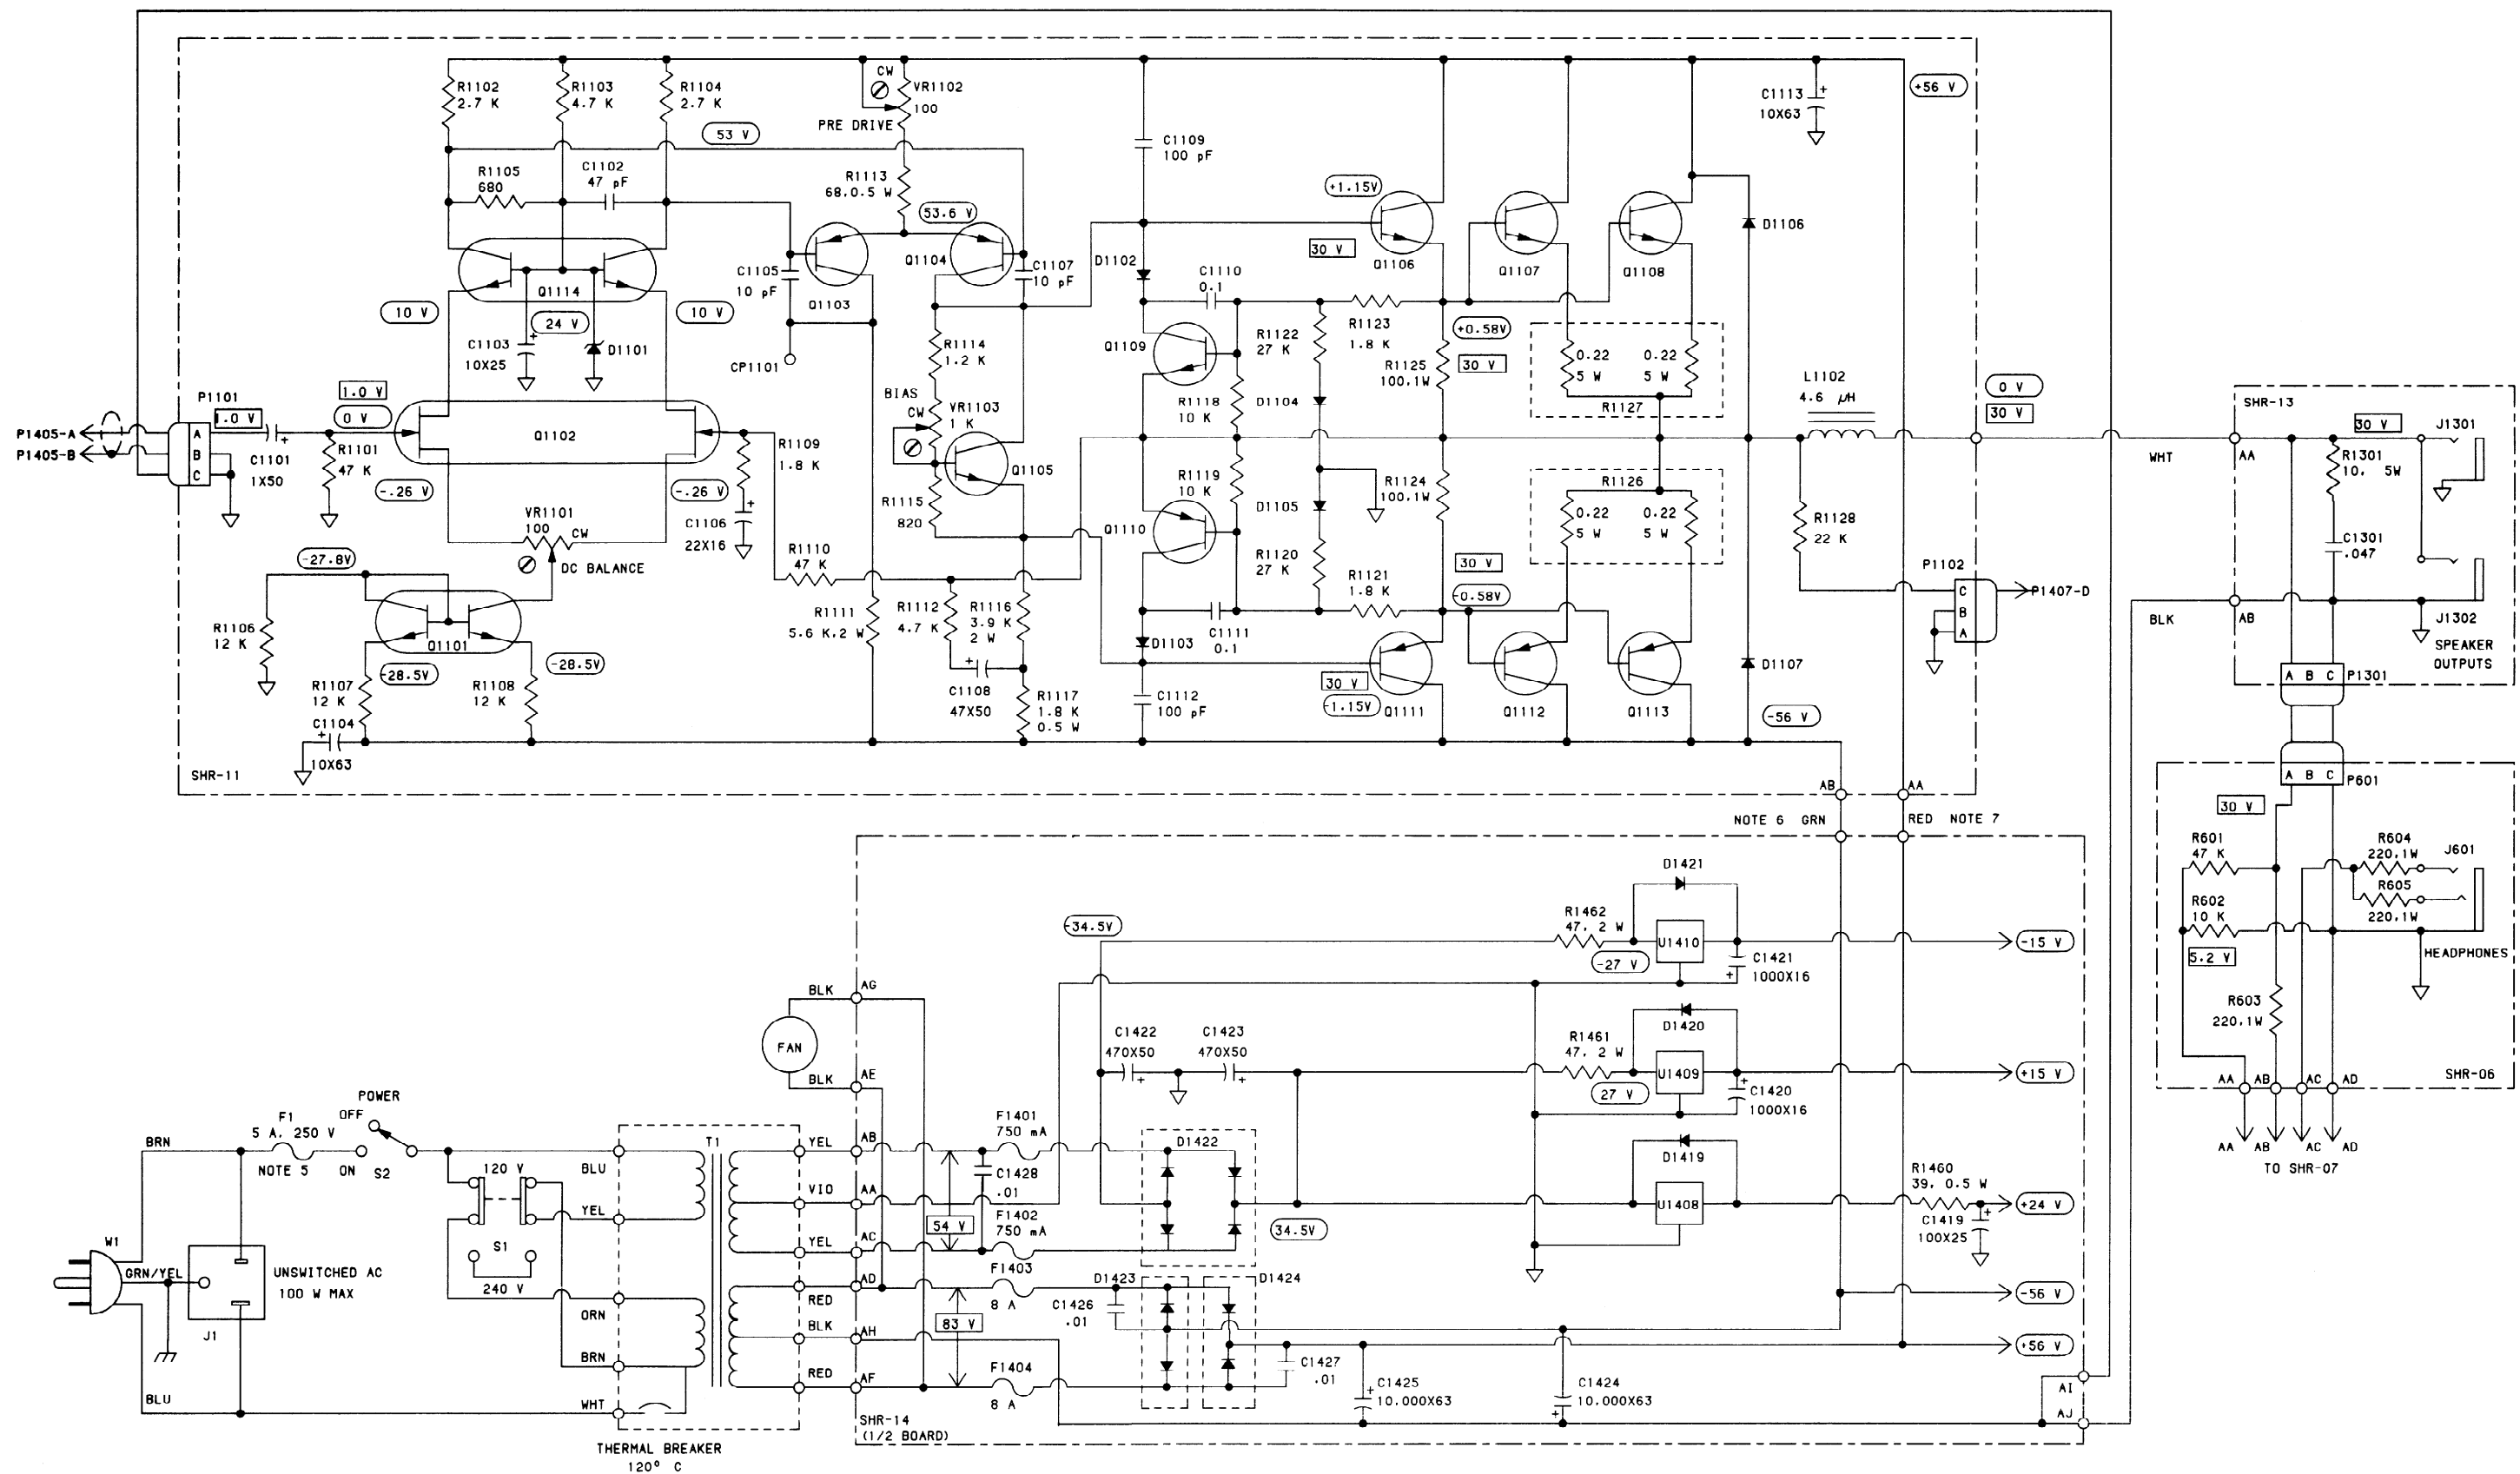 R1102
2.7 K
R1103
4.7 K
R1104
2.7 K
CW
VR1102
100
PRE DRIVE
C1113
10X63
+56 V
53 V
C1109
100 pF
R1105
680
C1102
47 pF
R1113
68,0.5 W
53.6 V
+1.15V
30 V
Q1106
Q1107
Q1108
D1106
Q1114
C1105
10 pF
Q1103
Q1104
C1107
10 pF
D1102
C1110
0.1
10 V
24 V
10 V
C1103
10X25
D1101
CP1101
R1114
1.2 K
Q1109
R1122
27 K
R1123
1.8 K
+0.58V
30 V
R1125
100,1W
0.22
5 W
0.22
5 W
R1127
L1102
4.6 µH
0 V
30 V
P1101
1.0 V
1.0 V
0 V
BIAS
CW
VR1103
1 K
R1118
10 K
D1104
SHR-13
30 V
J1301
P1405-A
P1405-B
A
B
C
C1101
1X50
R1101
47 K
Q1102
R1109
1.8 K
Q1105
WHT
AA
R1301
10, 5W
-.26 V
-.26 V
C1106
22X16
R1115
820
R1119
10 K
Q1110
D1105
R1124
100,1W
R1126
0.22
5 W
0.22
5 W
R1128
22 K
C1301
.047
VR1101
100
CW
DC BALANCE
-27.8V
R1110
47 K
R1120
27 K
R1121
1.8 K
30 V
-0.58V
P1102
C
B
A
P1407-D
BLK
AB
J1302
SPEAKER
OUTPUTS
R1106
12 K
Q1101
-28.5V
-28.5V
R1111
5.6 K,2 W
R1112
4.7 K
R1116
3.9 K
2 W
D1103
C1111
0.1
D1107
R1107
12 K
R1108
12 K
C1108
47X50
R1117
1.8 K
0.5 W
C1112
100 pF
30 V
-1.15V
Q1111
Q1112
Q1113
-56 V
A B C
P1301
C1104
10X63
SHR-11
AB
AA
A B C
P601
NOTE 6 GRN
RED NOTE 7
30 V
R601
47 K
R604
220,1W
J601
R605
220,1W
R602
10 K
5.2 V
HEADPHONES
R603
220,1W
SHR-06
AA
AB
AC
AD
AA
AB
AC
AD
TO SHR-07
D1421
-34.5V
R1462
47, 2 W
U1410
-27 V
C1421
1000X16
-15 V
BLK
AG
FAN
BLK
AE
C1422
470X50
C1423
470X50
D1420
R1461
47, 2 W
U1409
27 V
C1420
1000X16
+15 V
POWER
OFF
F1
5 A, 250 V
NOTE 5
ON
S2
BRN
BLU
T1
YEL
AB
F1401
750 mA
D1422
D1419
U1408
R1460
39, 0.5 W
C1419
100X25
+24 V
120 V
YEL
VIO
AA
C1428
.01
54 V
F1402
750 mA
34.5V
S1
240 V
YEL
AC
W1
GRN/YEL
UNSWITCHED AC
100 W MAX
J1
ORN
BRN
RED
AD
F1403
8 A
D1423
D1424
C1426
.01
-56 V
83 V
BLK
AH
+56 V
RED
AF
F1404
8 A
C1427
.01
C1425
10,000X63
C1424
10,000X63
AI
AJ
BLU
WHT
SHR-14
(1/2 BOARD)
THERMAL BREAKER
120° C